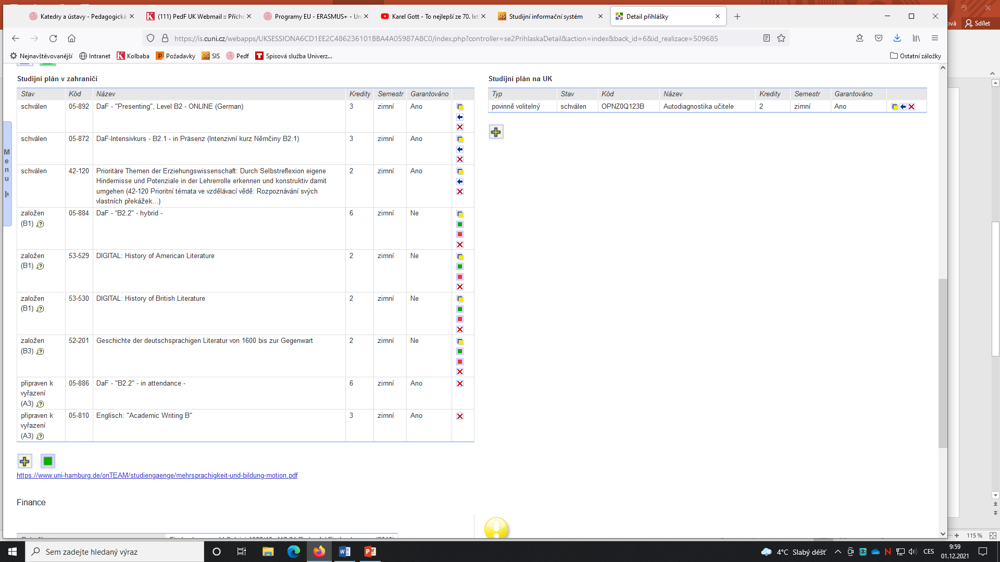 Katedry a ústavy - Pedagogická
(111) PedF UK Webmail :: Přícho
Programy EU - ERASMUS+ - Uni
Karel Gott - To nejlepší ze 70. let
Studijní informační systém
Detail přihlášky
Sdílet
https://is.cuni.cz/webapps/UKSESSIONA6CD1EE2C486236101BBA4A05987A8C0/index.php?controller=se2PrihlaskaDetail&action=index&back_id=6&id_realizace=509685
Nejnavštěvovanější Intranet Kolbaba Požadavky SIS Pedf Spisová služba Univerz... Ostatní záložky
Studijní plán v zahraničí
Stav Kód Název Kredity Semestr Garantováno
schválen 05-892 DaF - "Presenting", Level B2 - ONLINE (German) 3 zimní Ano
schválen 05-872 DaF-Intensivkurs - B2.1 - in Präsenz (Intenzivní kurz Němčiny B2.1) 3 zimní Ano
schválen 42-120 Prioritäre Themen der Erziehungswissenschaft: Durch Selbstreflexion eigene 2 zimní Ano
Hindernisse und Potenziale in der Lehrerrolle erkennen und konstruktiv damit
umgehen (42-120 Prioritní témata ve vzdělávací vědě: Rozpoznávání svých
vlastních překážek...)
založen 05-884 DaF - "B2.2" - hybrid - 6 zimní Ne
(B1)
založen 53-529 DIGITAL: History of American Literature 2 zimní Ne
(B1)
založen 53-530 DIGITAL: History of British Literature 2 zimní Ne
(B1)
založen 52-201 Geschichte der deutschsprachigen Literatur von 1600 bis zur Gegenwart 2 zimní Ne
(B3)
připraven k 05-886 DaF - "B2.2" - in attendance - 6 zimní Ano
vyřazení
(A3)
připraven k 05-810 Englisch: "Academic Writing B" 3 zimní Ano
vyřazení
(A3)
Studijní plán na UK
Typ Stav Kód Název Kredity Semestr Garantováno
povinně volitelný schválen OPNZ0Q123B Autodiagnostika učitele 2 zimní Ano
Menu
https://www.uni-hamburg.de/onTEAM/studiengaenge/mehrsprachigkeit-und-bildung-motion.pdf
Finance
115 %
Sem zadejte hledaný výraz
4°C Slabý déšť
CES
9:59
01.12.2021